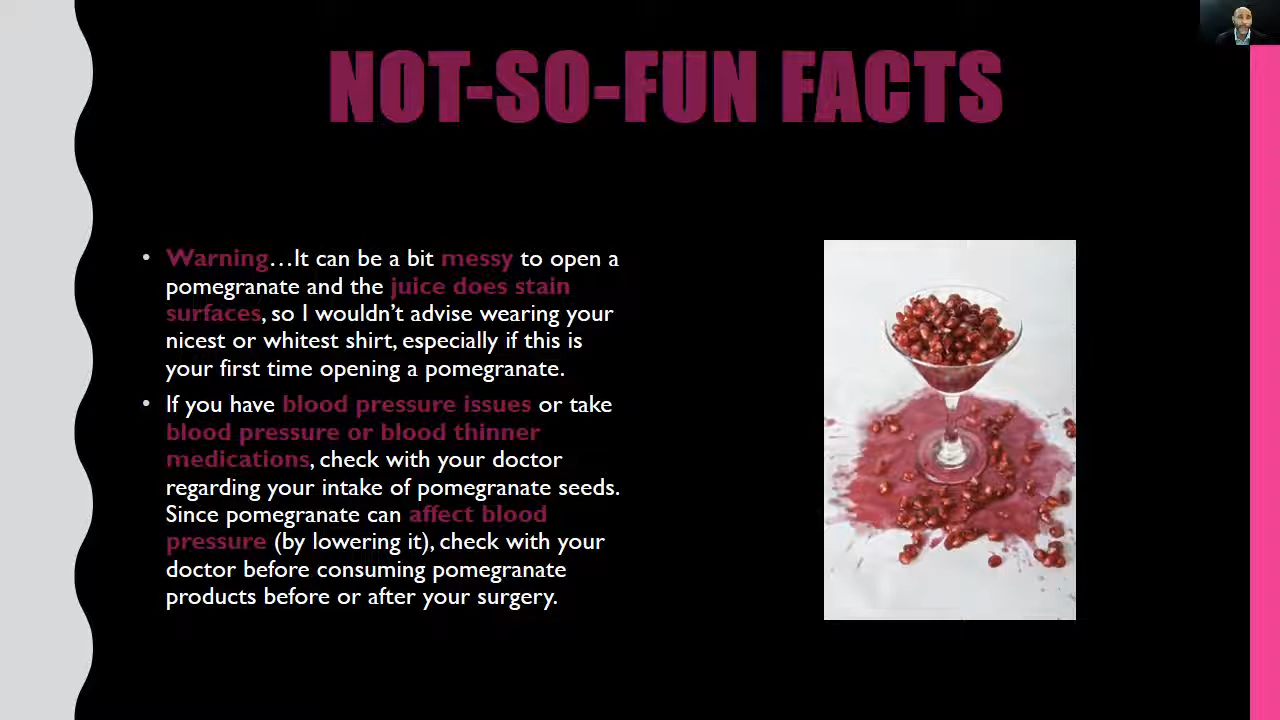 NOT-SO-FUN FACTS
• Warning…It can be a bit messy to open a
pomegranate and the juice does stain
surfaces, so I wouldn’t advise wearing your
nicest or whitest shirt, especially if this is
your first time opening a pomegranate.
• If you have blood pressure issues or take
blood pressure or blood thinner
medications, check with your doctor
regarding your intake of pomegranate seeds.
Since pomegranate can affect blood
pressure (by lowering it), check with your
doctor before consuming pomegranate
products before or after your surgery.